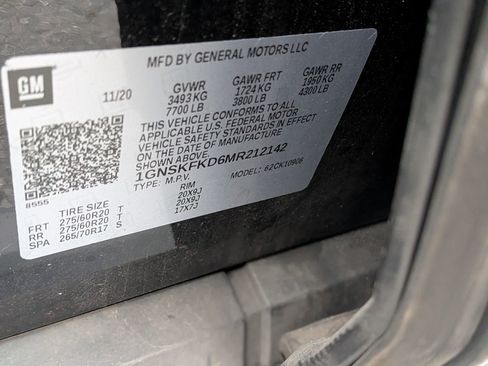 MFD BY GENERAL MOTORS LLC
GM
11/20 GVWR GAWR FRT GAWR RR
3493 KG 1724 KG 1950 KG
7700 LB 3800 LB 4300 LB
THIS VEHICLE CONFORMS TO ALL
APPLICABLE U.S. FEDERAL MOTOR
VEHICLE SAFETY STANDARDS IN EFFECT
ON THE DATE OF MANUFACTURE
SHOWN ABOVE.
1GNSKFKD6MR212142
TYPE: M.P.V. MODEL: 62CK10906
8555
TIRE SIZE RIM
FRT 275/60R20 T 20X9J
RR 275/60R20 T 20X9J
SPA 265/70R17 S 17X7J